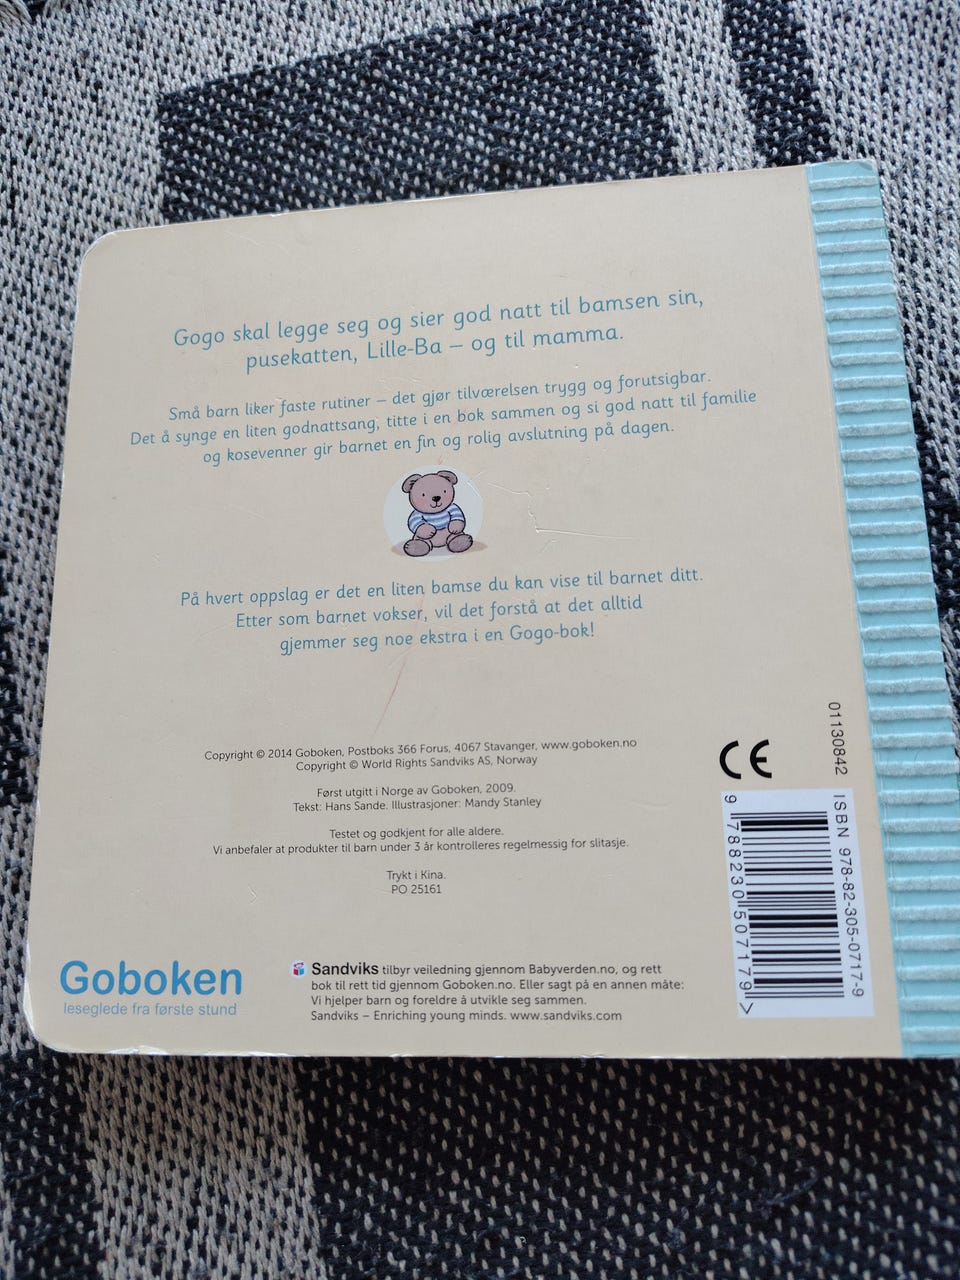 Gogo skal legge seg og sier god natt til bamsen sin,
pusekatten, Lille-Ba – og til mamma.
Små barn liker faste rutiner – det gjør tilværelsen trygg og forutsigbar.
Det å synge en liten godnattsang, titte i en bok sammen og si god natt til familie
og kosevenner gir barnet en fin og rolig avslutning på dagen.
På hvert oppslag er det en liten bamse du kan vise til barnet ditt.
Etter som barnet vokser, vil det forstå at det alltid
gjemmer seg noe ekstra i en Gogo-bok!
Copyright © 2014 Goboken, Postboks 366 Forus, 4067 Stavanger, www.goboken.no
Copyright © World Rights Sandviks AS, Norway
Først utgitt i Norge av Goboken, 2009.
Tekst: Hans Sande. Illustrasjoner: Mandy Stanley
Testet og godkjent for alle aldere.
Vi anbefaler at produkter til barn under 3 år kontrolleres regelmessig for slitasje.
Trykt i Kina.
PO 25161
CE
01130842
ISBN 978-82-305-0717-9
9 788230 507179 >
Goboken
leseglede fra første stund
Sandviks tilbyr veiledning gjennom Babyverden.no, og rett
bok til rett tid gjennom Goboken.no. Eller sagt på en annen måte:
Vi hjelper barn og foreldre å utvikle seg sammen.
Sandviks – Enriching young minds. www.sandviks.com